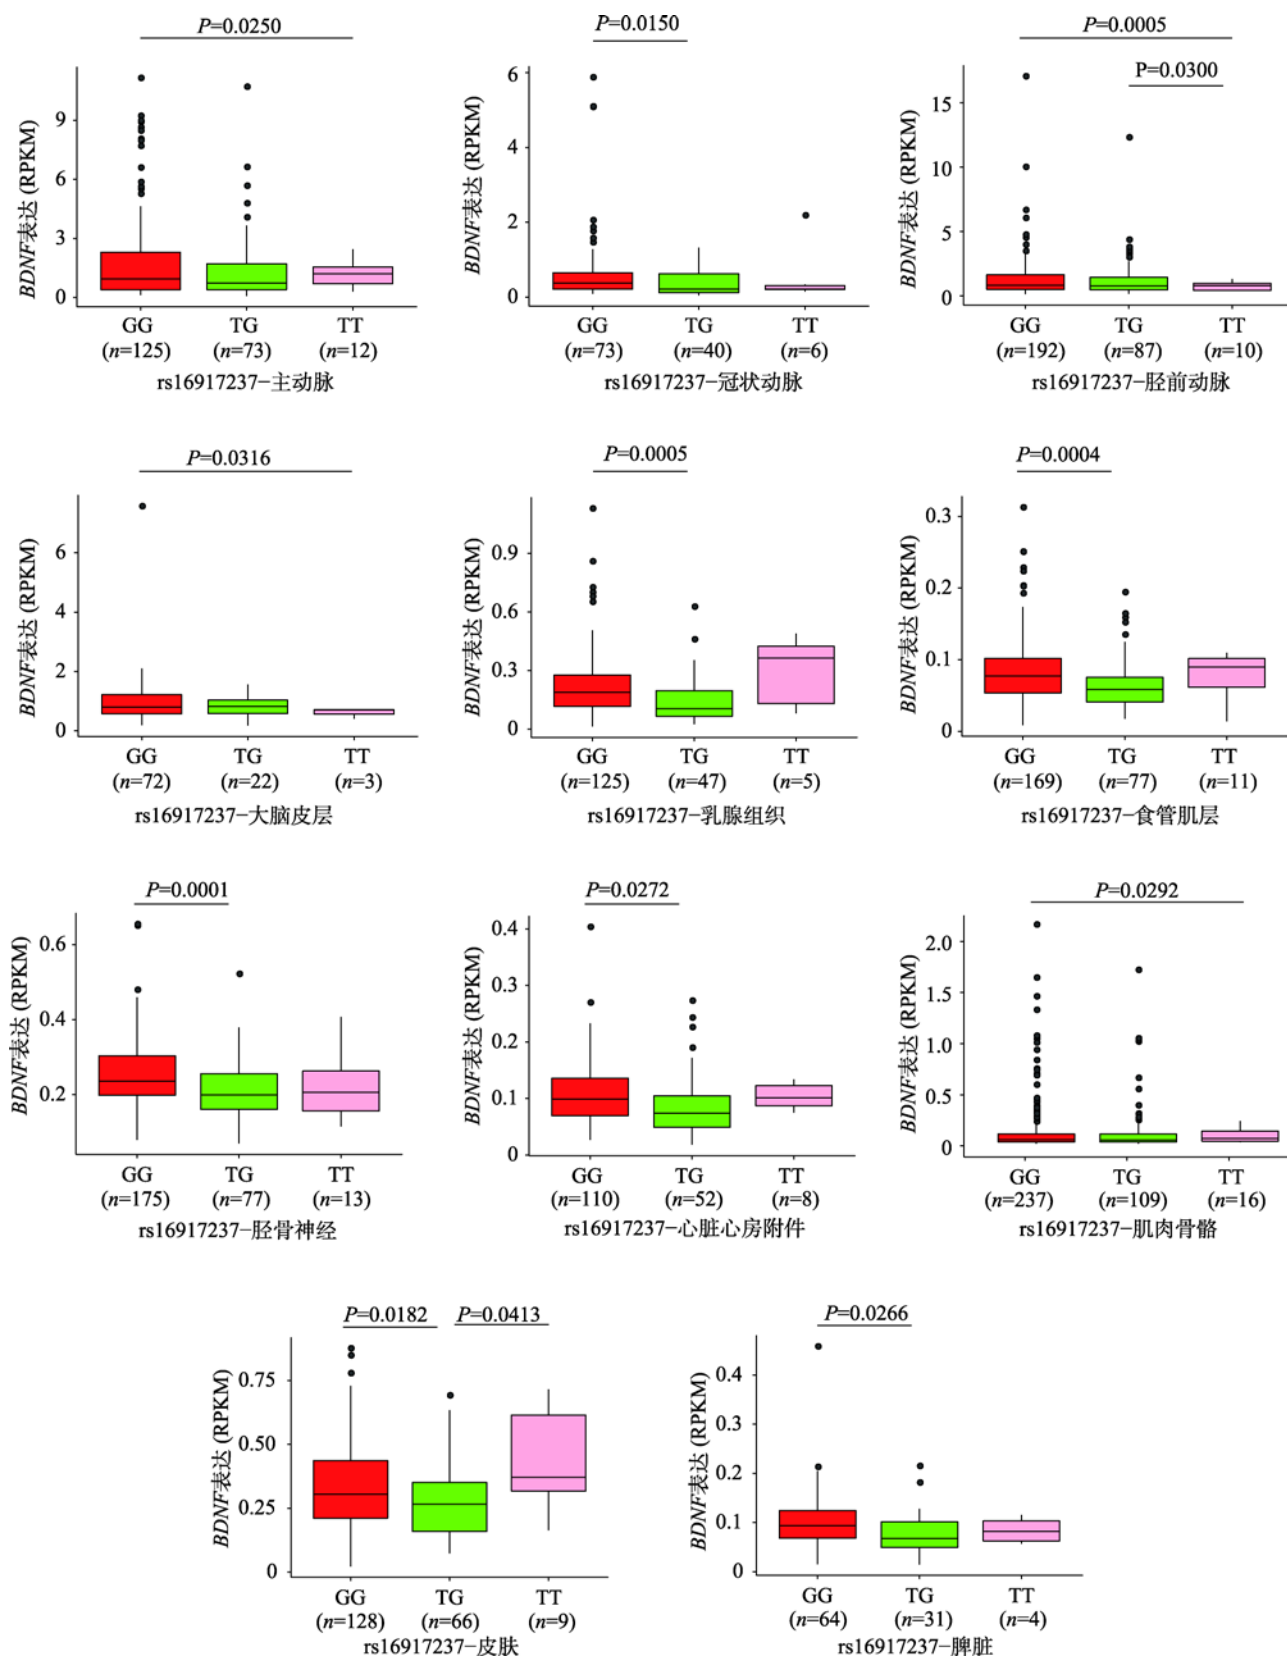 P=0.0250
BDNF表达 (RPKM)
9
6
3
0
GG TG TT
(n=125) (n=73) (n=12)
rs16917237−主动脉
P=0.0150
BDNF表达 (RPKM)
6
4
2
0
GG TG TT
(n=73) (n=40) (n=6)
rs16917237−冠状动脉
P=0.0005
P=0.0300
BDNF表达 (RPKM)
15
10
5
0
GG TG TT
(n=192) (n=87) (n=10)
rs16917237−胫前动脉
P=0.0316
BDNF表达 (RPKM)
6
4
2
0
GG TG TT
(n=72) (n=22) (n=3)
rs16917237−大脑皮层
P=0.0005
BDNF表达 (RPKM)
0.9
0.6
0.3
0
GG TG TT
(n=125) (n=47) (n=5)
rs16917237−乳腺组织
P=0.0004
BDNF表达 (RPKM)
0.3
0.2
0.1
0
GG TG TT
(n=169) (n=77) (n=11)
rs16917237−食管肌层
P=0.0001
BDNF表达 (RPKM)
0.6
0.4
0.2
GG TG TT
(n=175) (n=77) (n=13)
rs16917237−胫骨神经
P=0.0272
BDNF表达 (RPKM)
0.4
0.3
0.2
0.1
0
GG TG TT
(n=110) (n=52) (n=8)
rs16917237−心脏心房附件
P=0.0292
BDNF表达 (RPKM)
2.0
1.5
1.0
0.5
0
GG TG TT
(n=237) (n=109) (n=16)
rs16917237−肌肉骨骼
P=0.0182 P=0.0413
BDNF表达 (RPKM)
0.75
0.50
0.25
0
GG TG TT
(n=128) (n=66) (n=9)
rs16917237−皮肤
P=0.0266
BDNF表达 (RPKM)
0.4
0.3
0.2
0.1
0
GG TG TT
(n=64) (n=31) (n=4)
rs16917237−脾脏